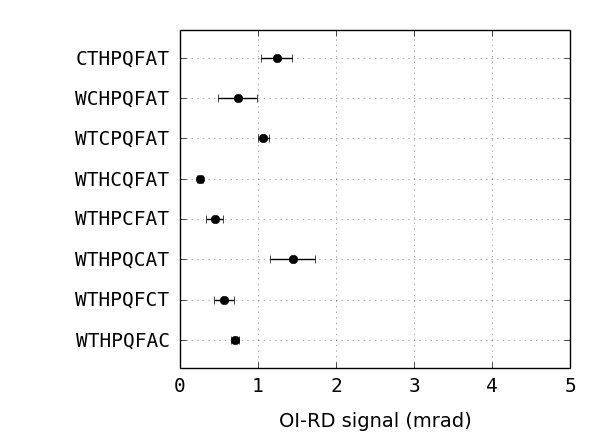 CTHPQFAT
WCHPQFAT
WTCPQFAT
WTHCQFAT
WTHPCFAT
WTHPQCAT
WTHPQFCT
WTHPQFAC
0 1 2 3 4 5
OI-RD signal (mrad)